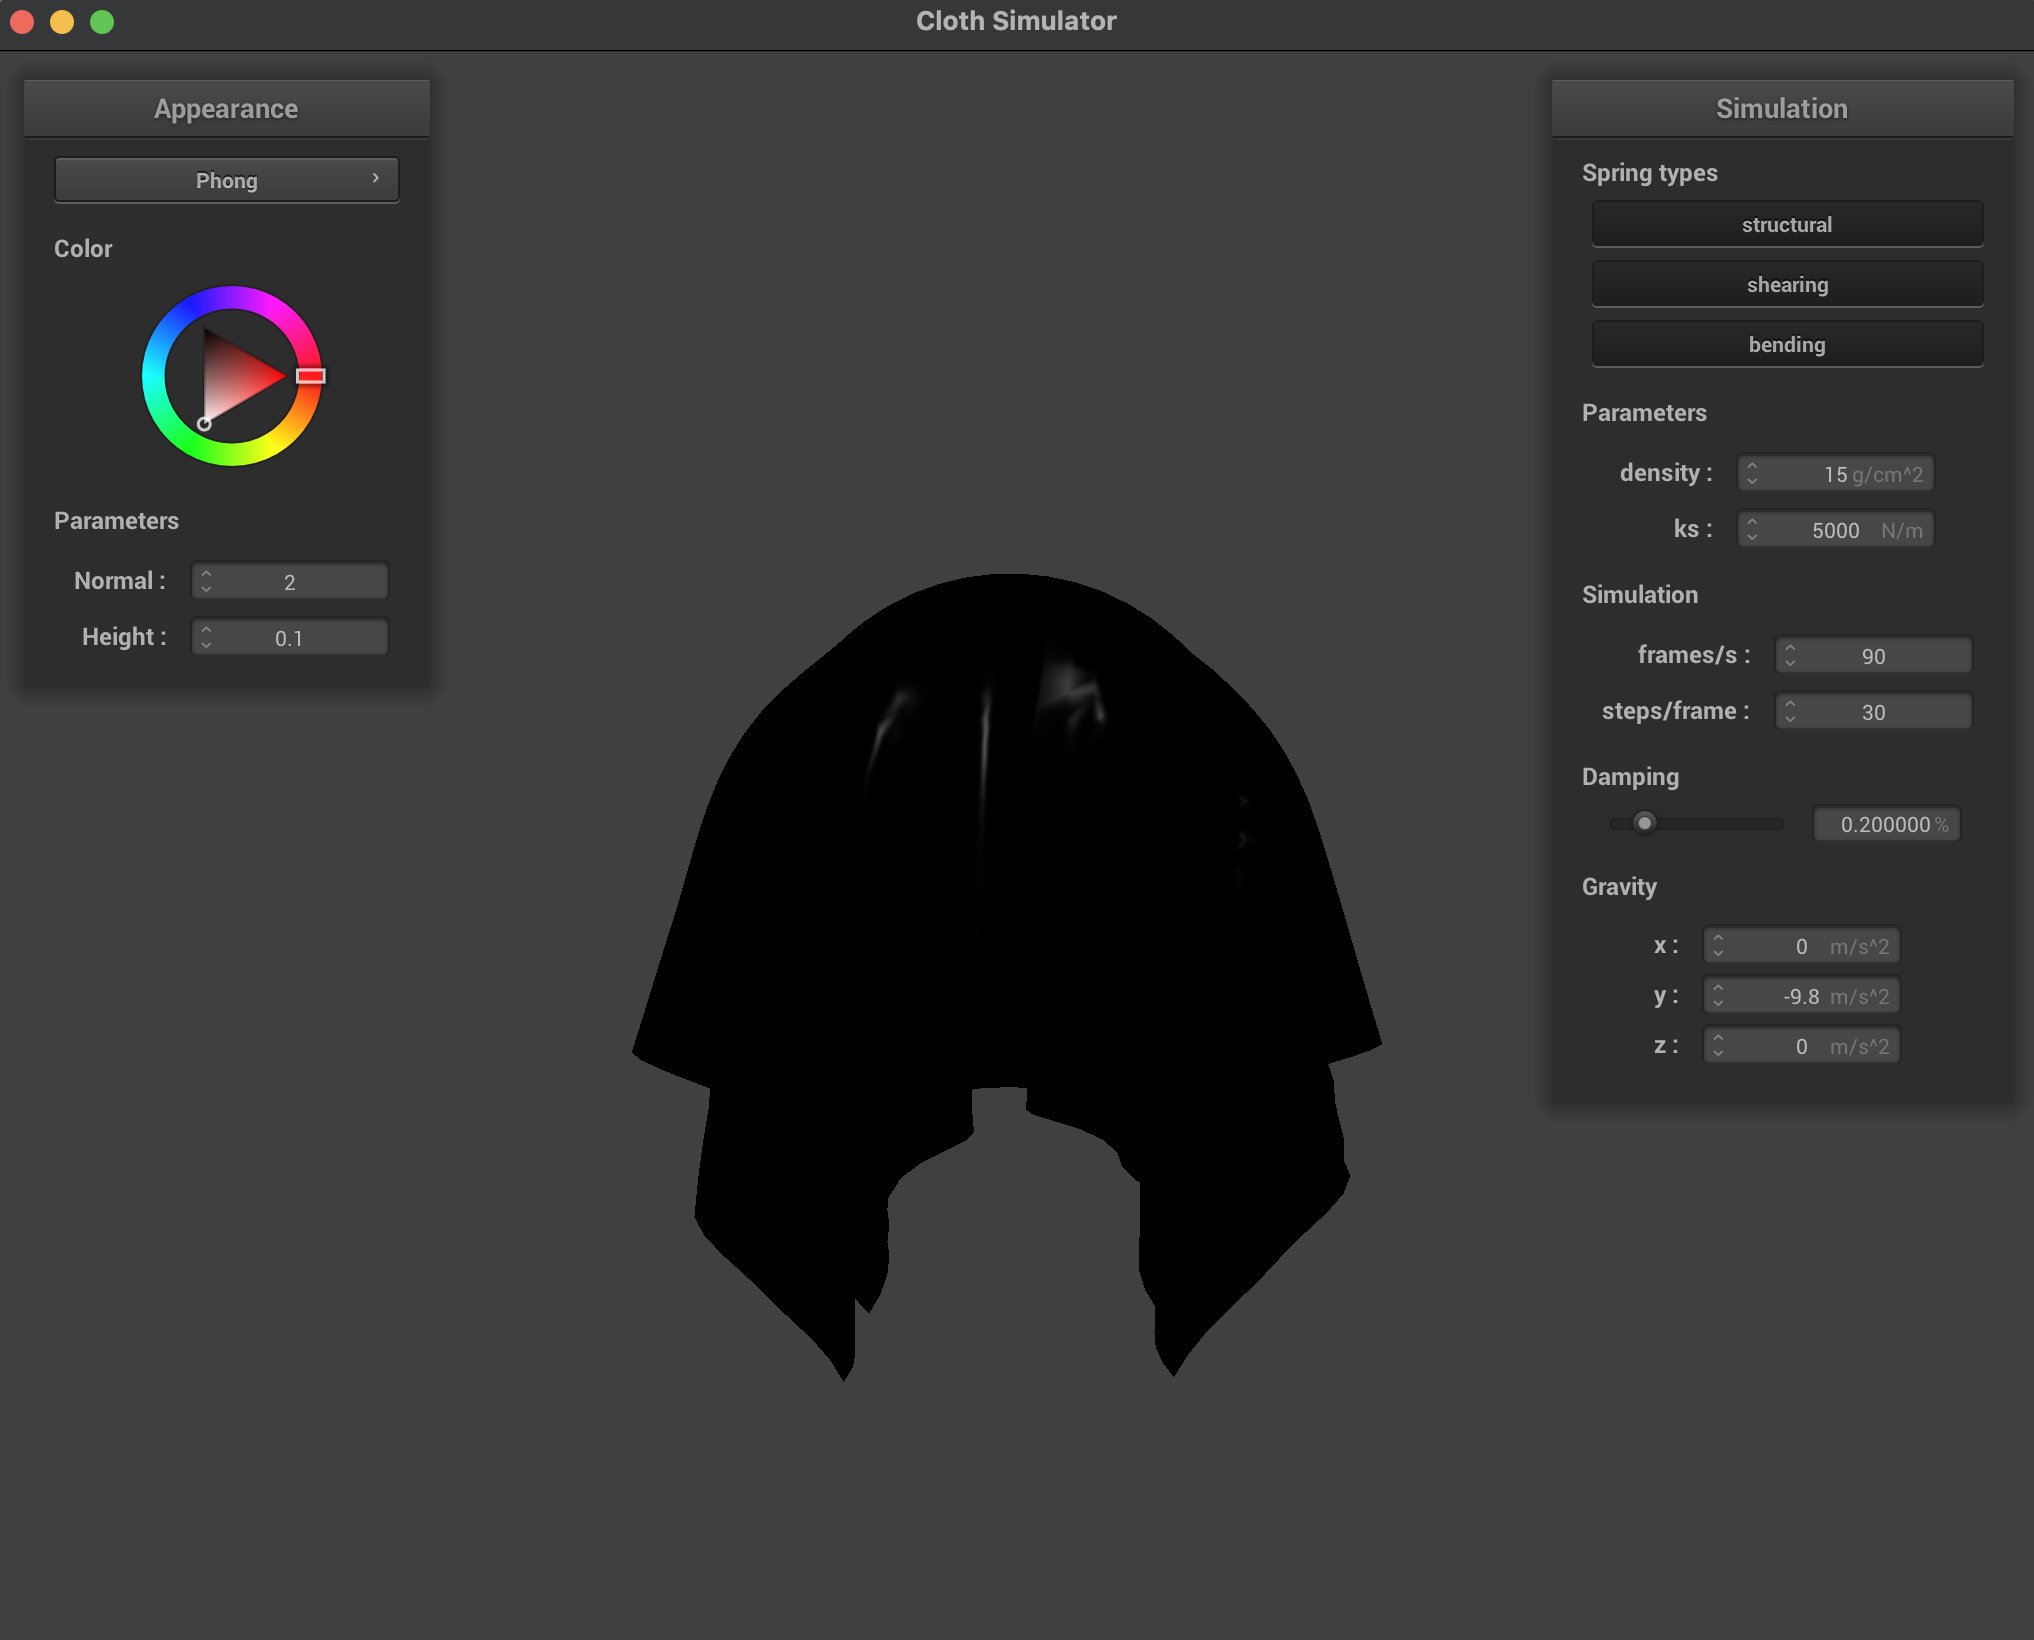 Cloth Simulator
Appearance
Phong
Color
Parameters
Normal : 2
Height : 0.1
Simulation
Spring types
structural
shearing
bending
Parameters
density : 15 g/cm^2
ks : 5000 N/m
Simulation
frames/s : 90
steps/frame : 30
Damping
0.200000 %
Gravity
x : 0 m/s^2
y : -9.8 m/s^2
z : 0 m/s^2